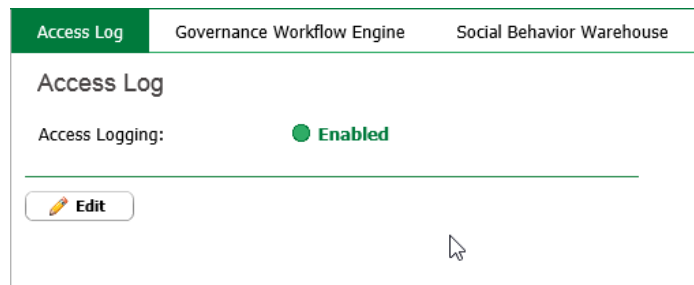 Access Log Governance Workflow Engine Social Behavior Warehouse
Access Log
Access Logging: Enabled
Edit